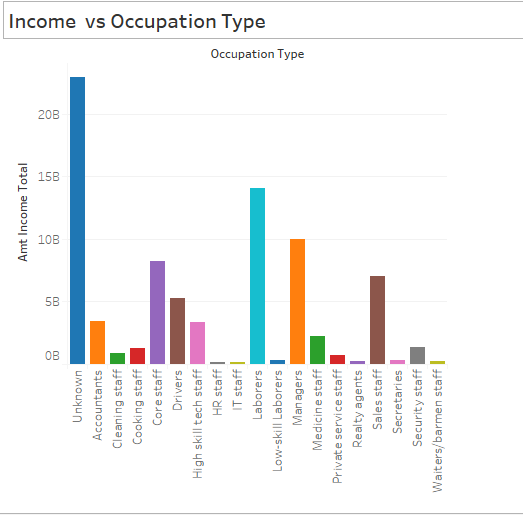 Income vs Occupation Type
Occupation Type
Amt Income Total
20B
15B
10B
5B
0B
Unknown
Accountants
Cleaning staff
Cooking staff
Core staff
Drivers
High skill tech staff
HR staff
IT staff
Laborers
Low-skill Laborers
Managers
Medicine staff
Private service staff
Realty agents
Sales staff
Secretaries
Security staff
Waiters/barmen staff